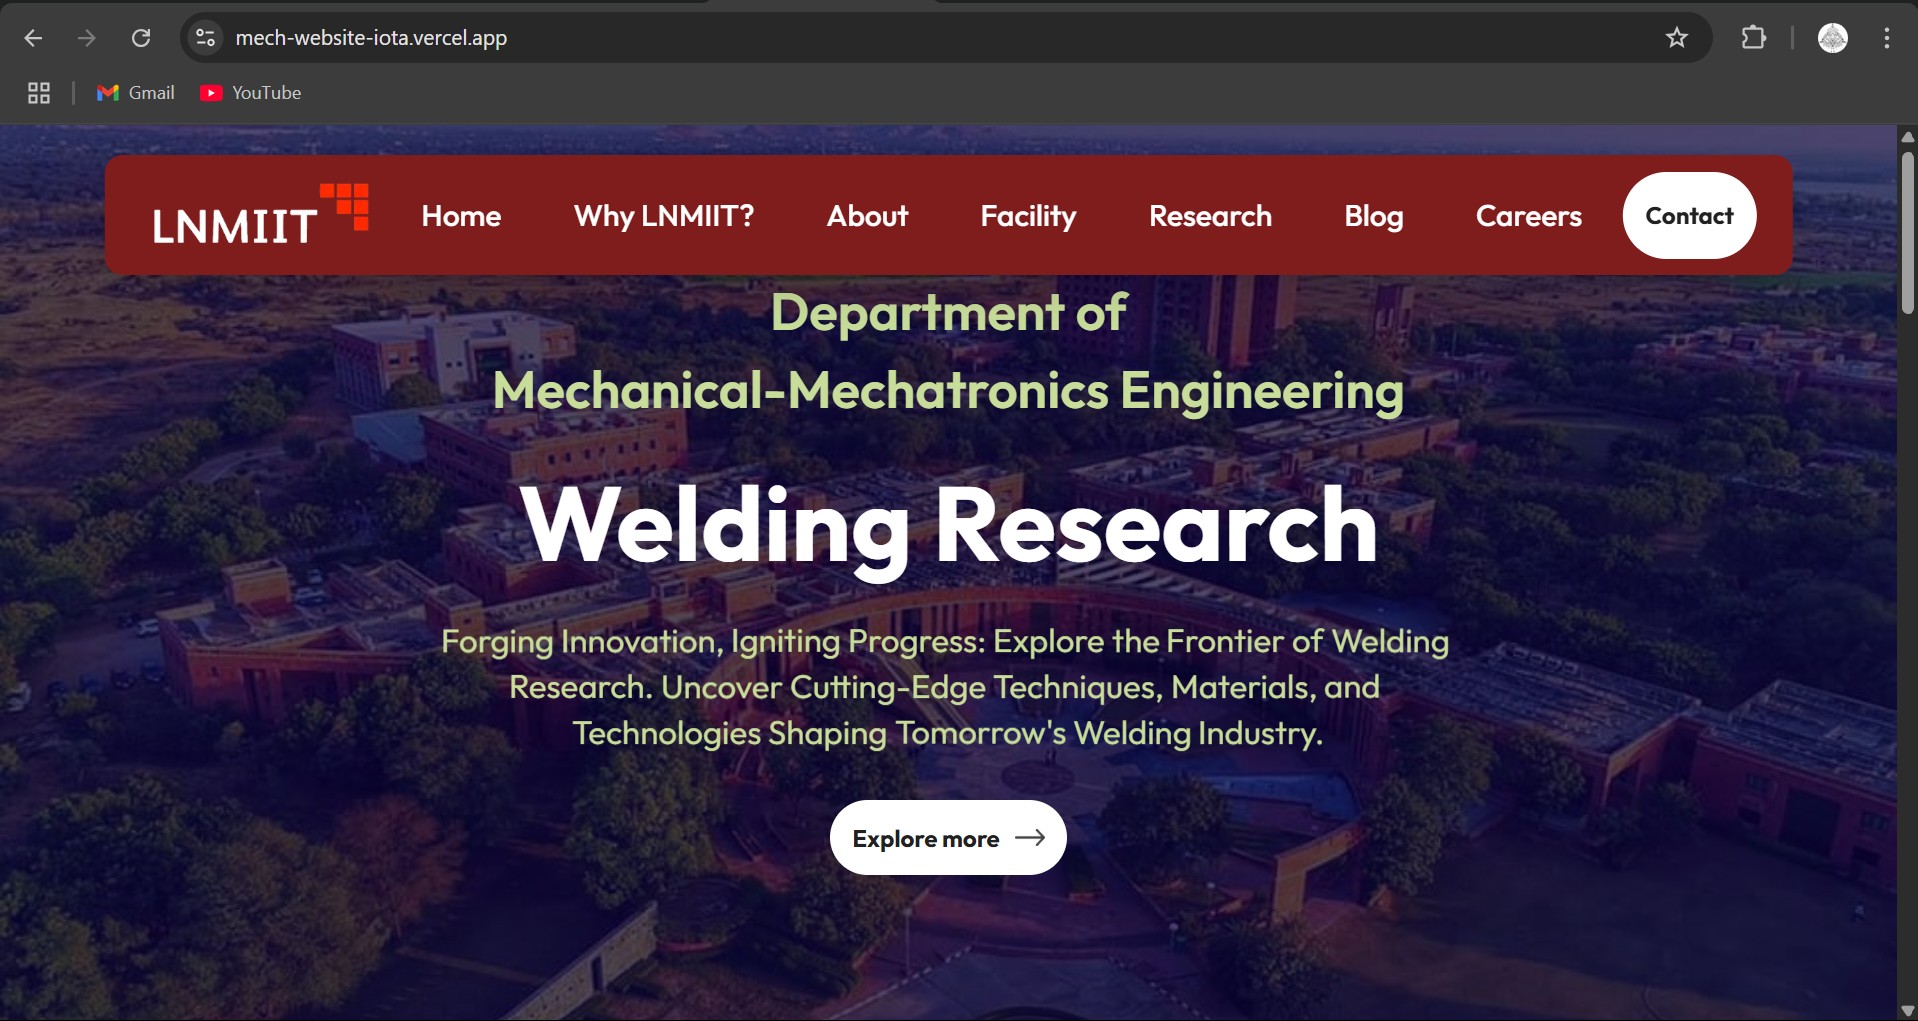 mech-website-iota.vercel.app
Gmail
YouTube
LNMIIT
Home
Why LNMIIT?
About
Facility
Research
Blog
Careers
Contact
Department of
Mechanical-Mechatronics Engineering
Welding Research
Forging Innovation, Igniting Progress: Explore the Frontier of Welding
Research. Uncover Cutting-Edge Techniques, Materials, and
Technologies Shaping Tomorrow's Welding Industry.
Explore more